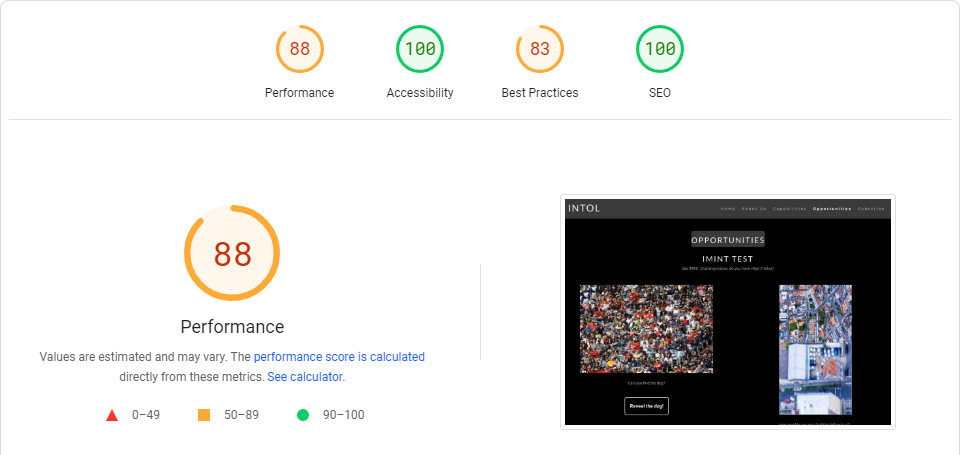 88
100
83
100
Performance
Accessibility
Best Practices
SEO
88
Performance
Values are estimated and may vary. The performance score is calculated
directly from these metrics. See calculator.
0–49
50–89
90–100
INTOL
Home About Us Capabilities Opportunities Subscribe
OPPORTUNITIES
IMINT TEST
Can you find the dog?
Reveal the dog!